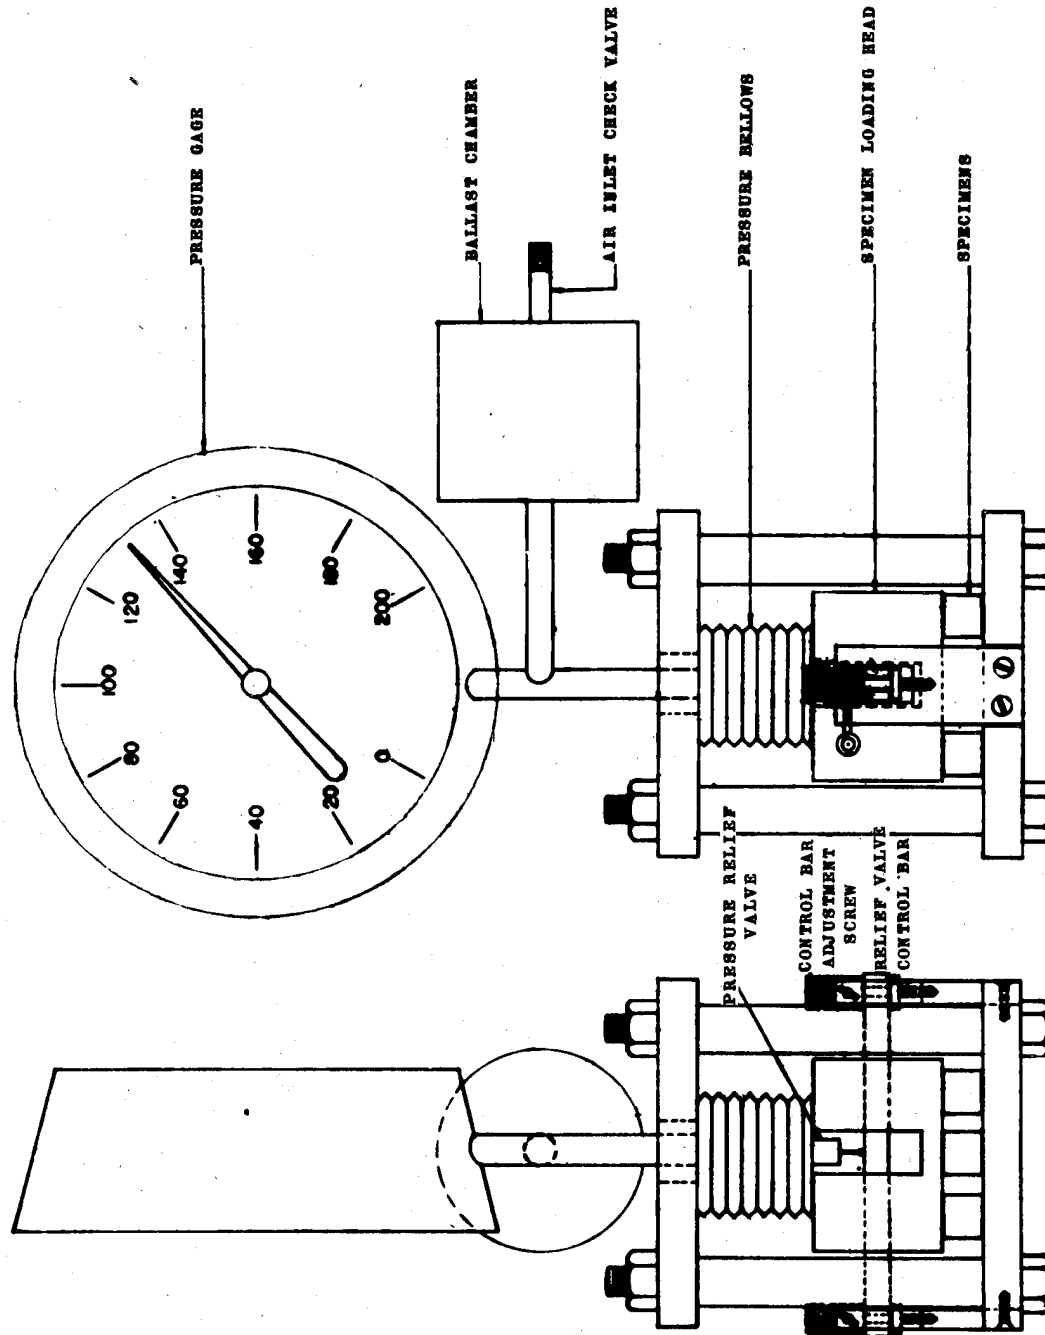 PRESSURE GAGE
BALLAST CHAMBER
AIR INLET CHECK VALVE
PRESSURE BELLOWS
SPECIMEN LOADING HEAD
SPECIMENS
0
20
40
60
80
100
120
140
160
180
200
PRESSURE RELIEF
VALVE
CONTROL BAR
ADJUSTMENT
SCREW
RELIEF VALVE
CONTROL BAR